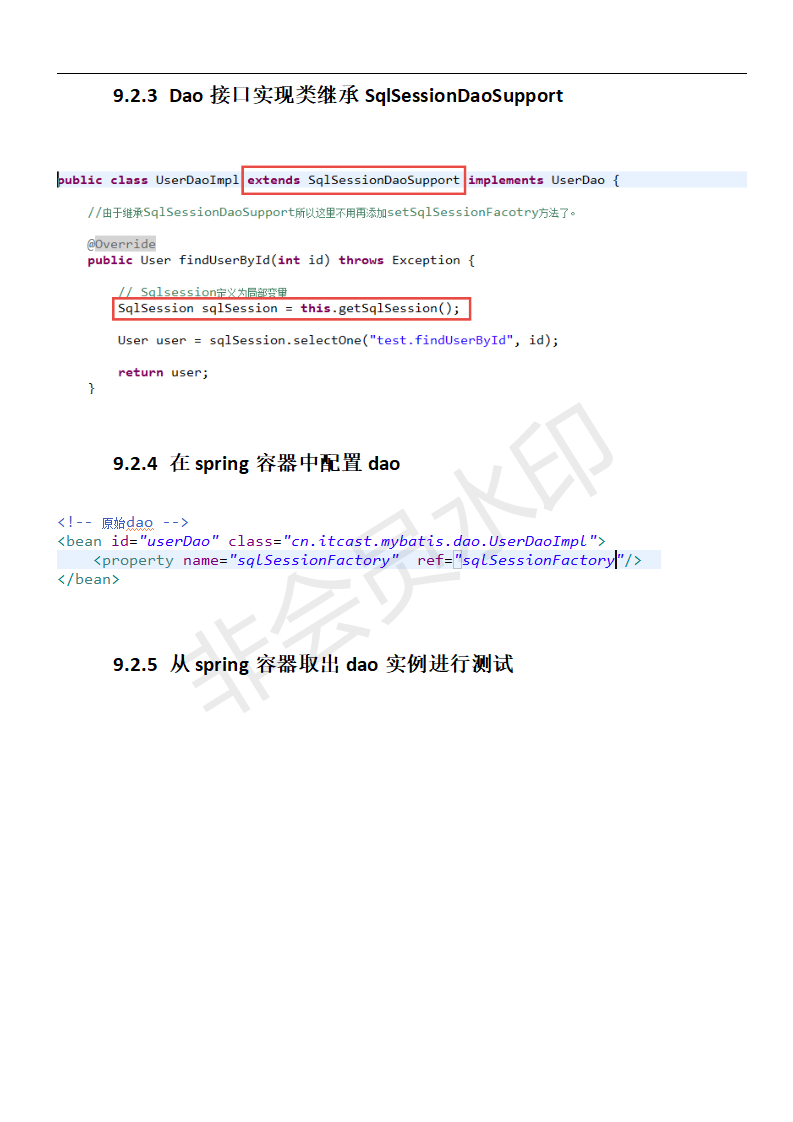 9.2.3 Dao 接口实现类继承 SqlSessionDaoSupport
public class UserDaoImpl extends SqlSessionDaoSupport implements UserDao {
//由于继承SqlSessionDaoSupport所以这里不用再添加setSqlSessionFacotry方法了。
@Override
public User findUserById(int id) throws Exception {
// Sqlsession定义为局部变量
SqlSession sqlSession = this.getSqlSession();
User user = sqlSession.selectOne("test.findUserById", id);
return user;
}
9.2.4 在 spring 容器中配置 dao
<!-- 原始dao -->
<bean id="userDao" class="cn.itcast.mybatis.dao.UserDaoImpl">
<property name="sqlSessionFactory" ref="sqlSessionFactory"/>
</bean>
9.2.5 从 spring 容器取出 dao 实例进行测试
非会员水印